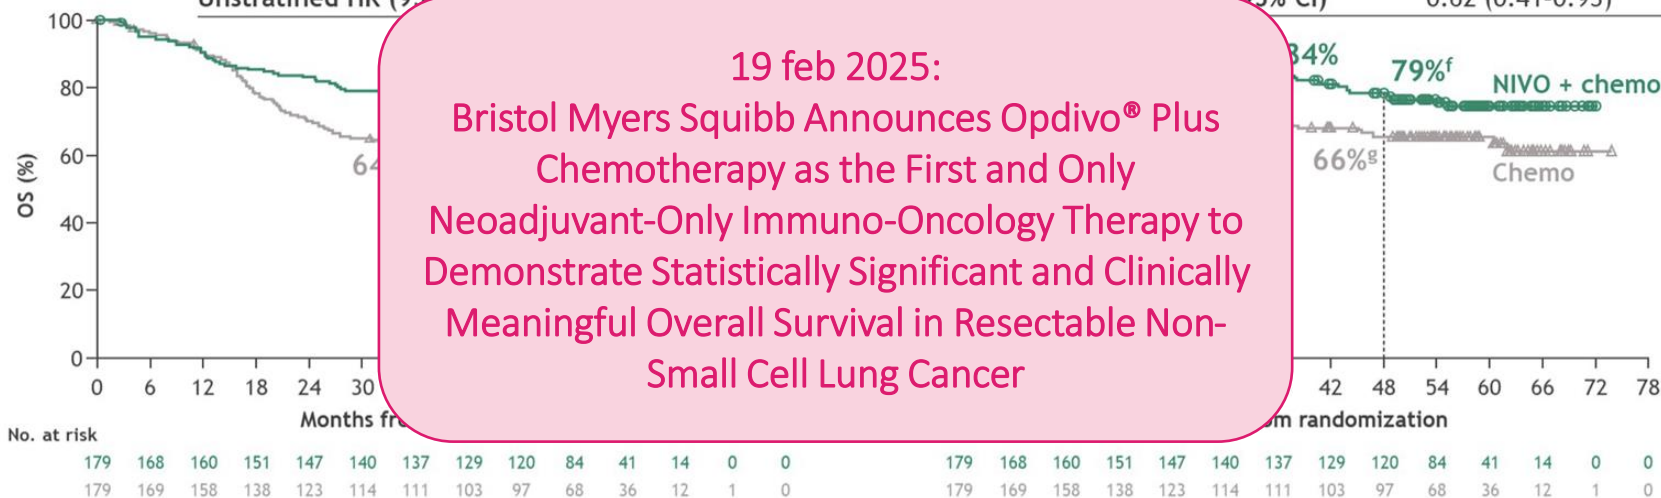 100
80
60
40
20
0
OS (%)
0 6 12 18 24 30
64
Months
19 feb 2025:
Bristol Myers Squibb Announces Opdivo® Plus
Chemotherapy as the First and Only
Neoadjuvant-Only Immuno-Oncology Therapy to
Demonstrate Statistically Significant and Clinically
Meaningful Overall Survival in Resectable Non-
Small Cell Lung Cancer
79%f
NIVO + chemo
66%g
Chemo
42 48 54 60 66 72 78
randomization
No. at risk
179 168 160 151 147 140 137 129 120 84 41 14 0 0
179 169 158 138 123 114 111 103 97 68 36 12 1 0
179 168 160 151 147 140 137 129 120 84 41 14 0 0
179 169 158 138 123 114 111 103 97 68 36 12 1 0